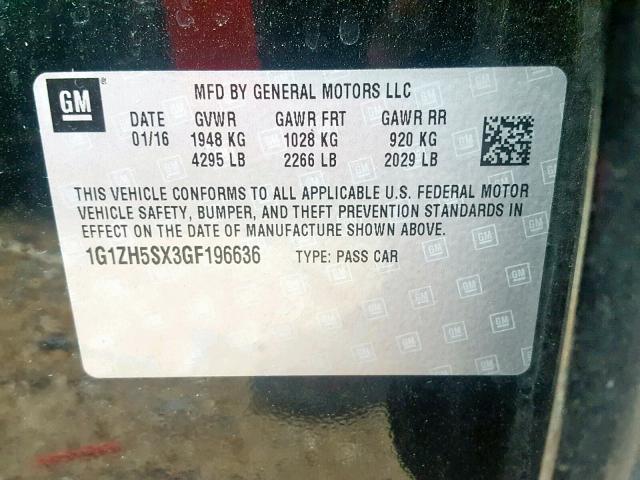 GM MFD BY GENERAL MOTORS LLC
DATE GVWR GAWR FRT GAWR RR
01/16 1948 KG 1028 KG 920 KG
4295 LB 2266 LB 2029 LB
THIS VEHICLE CONFORMS TO ALL APPLICABLE U.S. FEDERAL MOTOR
VEHICLE SAFETY, BUMPER, AND THEFT PREVENTION STANDARDS IN
EFFECT ON THE DATE OF MANUFACTURE SHOWN ABOVE.
1G1ZH5SX3GF196636 TYPE: PASS CAR